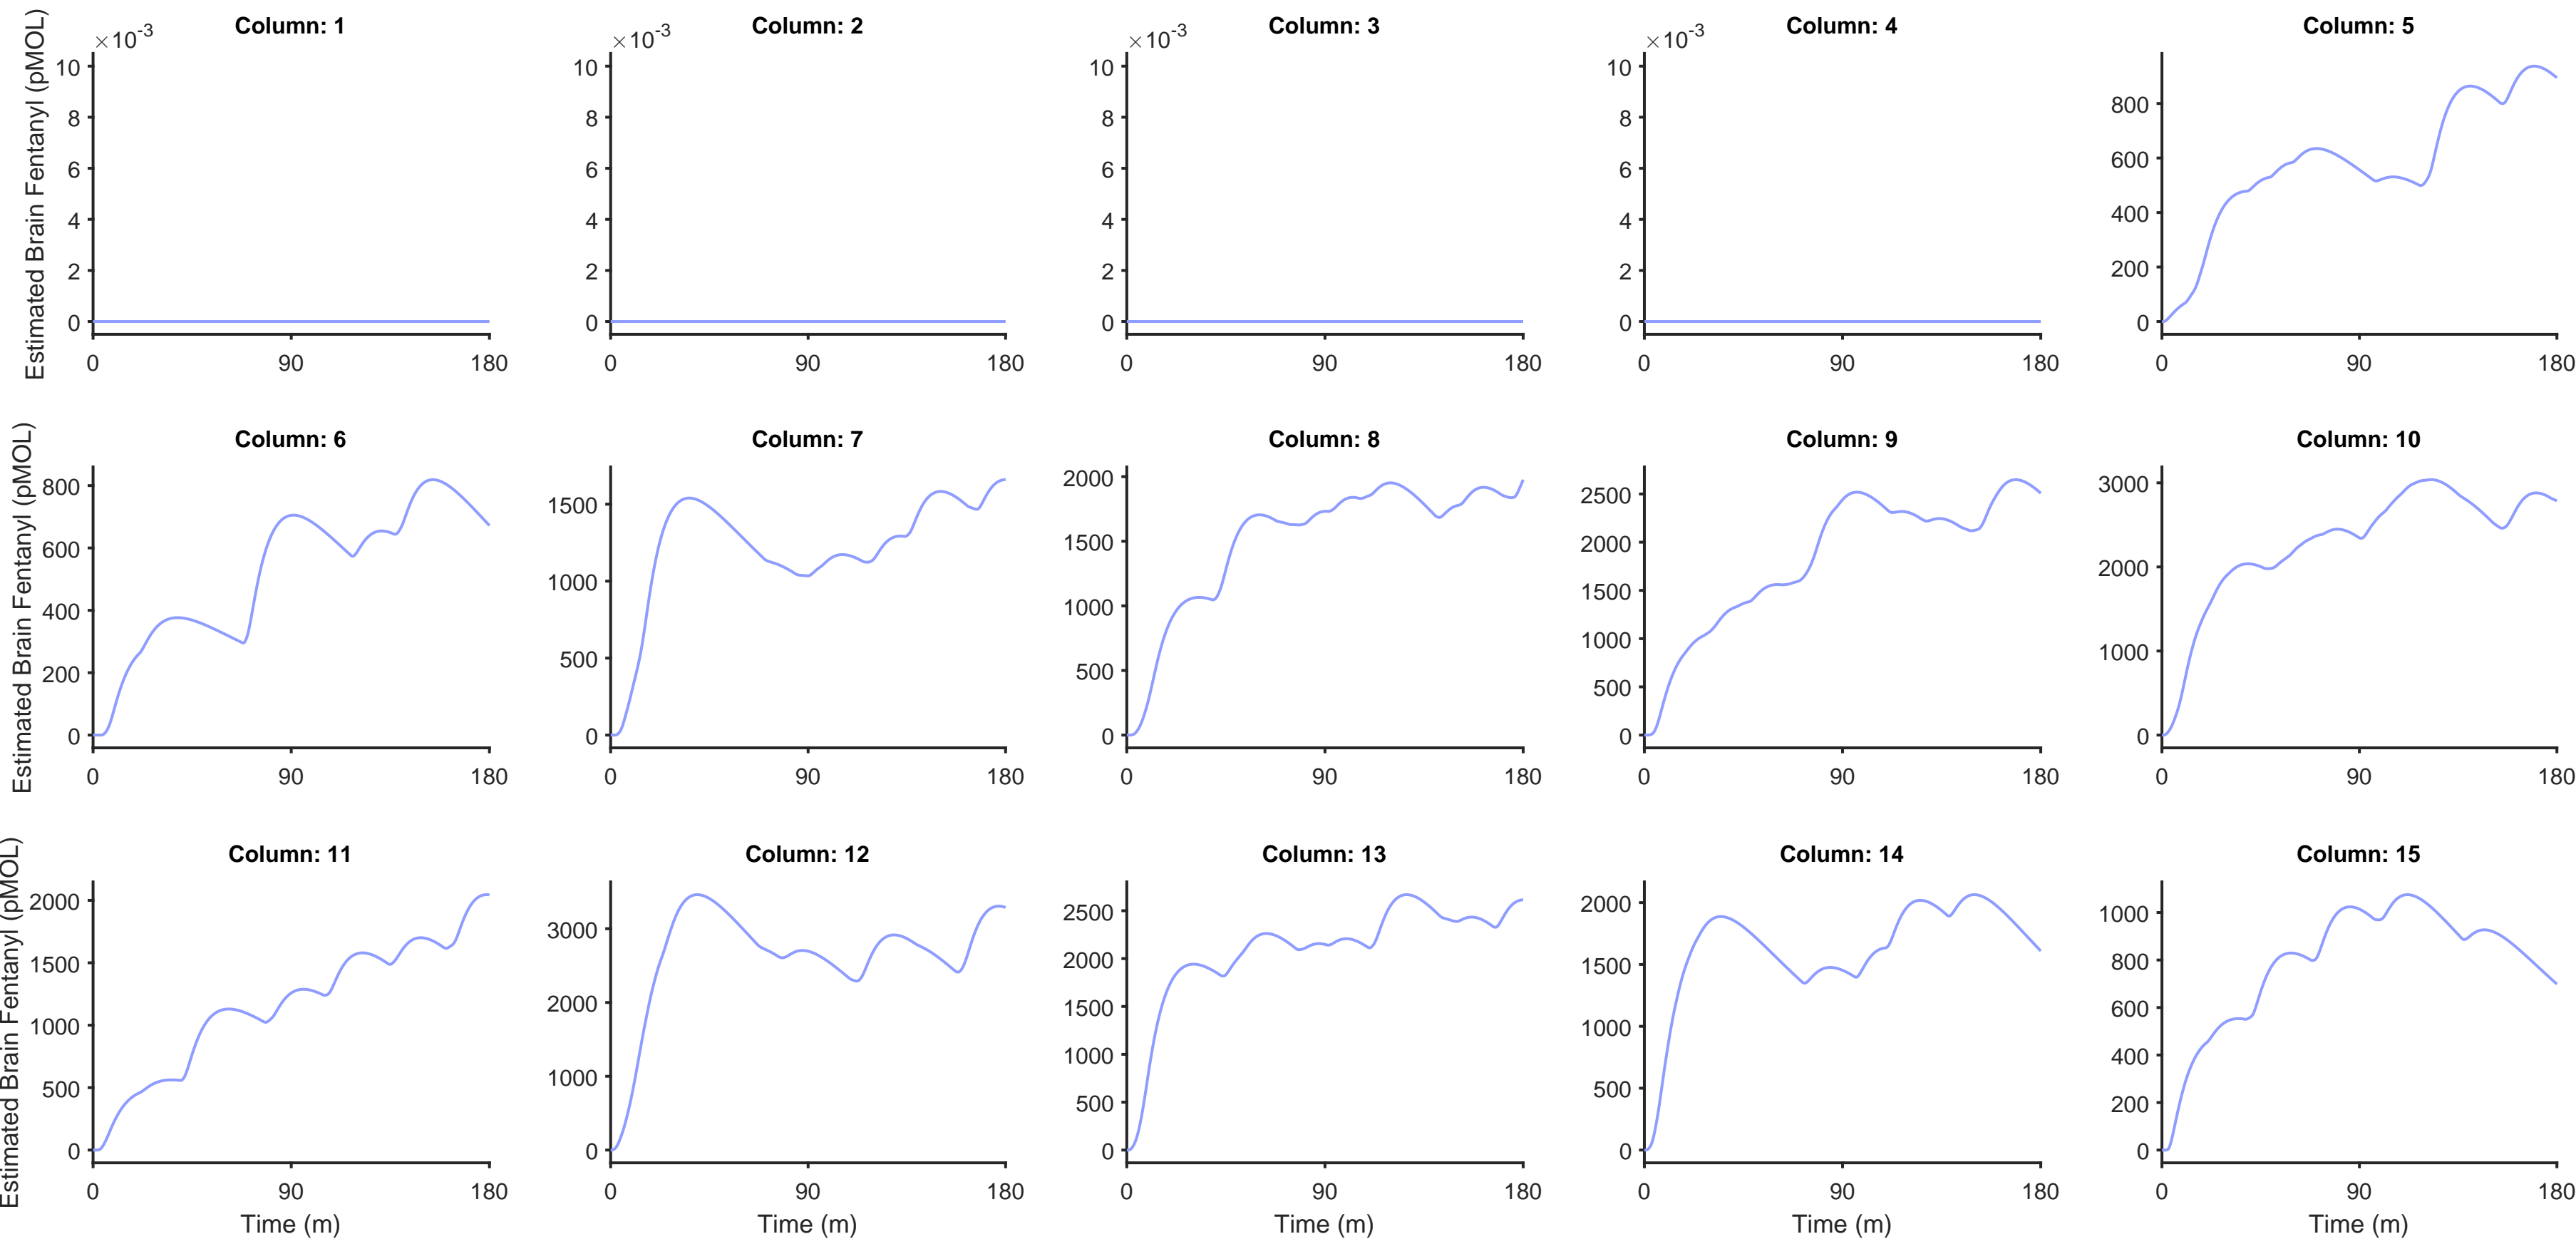 Column: 1 Column: 2 Column: 3 Column: 4 Column: 5
×10-3 ×10-3 ×10-3 ×10-3
Estimated Brain Fentanyl (pMOL)
10 8 6 4 2 0
10 8 6 4 2 0
10 8 6 4 2 0
10 8 6 4 2 0
800 600 400 200 0
0 90 180 0 90 180 0 90 180 0 90 180 0 90 180
Column: 6 Column: 7 Column: 8 Column: 9 Column: 10
Estimated Brain Fentanyl (pMOL)
800 600 400 200 0
1500 1000 500 0
2000 1500 1000 500 0
2500 2000 1500 1000 500 0
3000 2000 1000 0
0 90 180 0 90 180 0 90 180 0 90 180 0 90 180
Column: 11 Column: 12 Column: 13 Column: 14 Column: 15
Estimated Brain Fentanyl (pMOL)
2000 1500 1000 500 0
3000 2000 1000 0
2500 2000 1500 1000 500 0
2000 1500 1000 500 0
1000 800 600 400 200 0
0 90 180 0 90 180 0 90 180 0 90 180 0 90 180
Time (m) Time (m) Time (m) Time (m) Time (m)